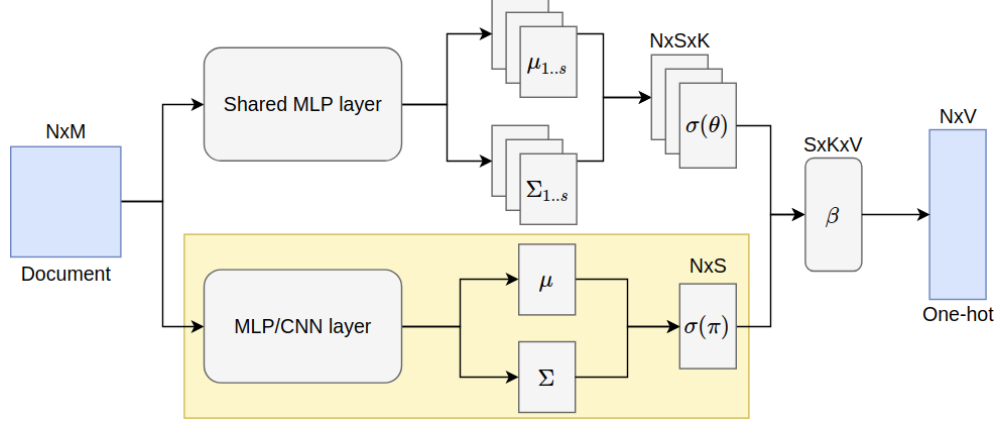 NxM
Document
Shared MLP layer
μ1..s
Σ1..s
NxSxK
σ(θ)
MLP/CNN layer
μ
Σ
NxS
σ(π)
SxKxV
β
NxV
One-hot